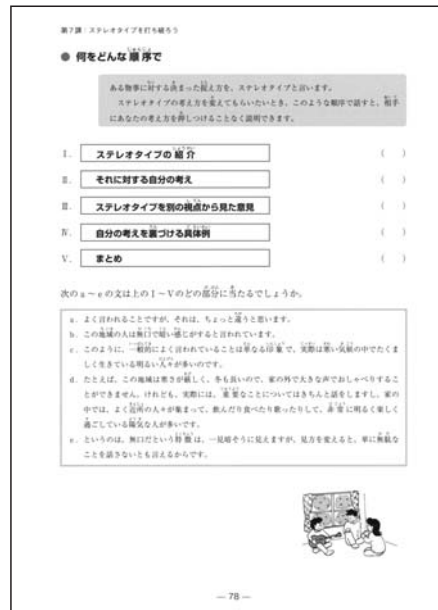 第7課：ステレオタイプを打ち破ろう
● 何をどんな順序で
ある物事に対する決まった捉え方を、ステレオタイプと言います。
ステレオタイプの考え方を変えてもらいたいとき、このような順序で話すと、相手
にあなたの考え方を押しつけることなく説明できます。
Ⅰ. ステレオタイプの紹介 （　）
Ⅱ. それに対する自分の考え （　）
Ⅲ. ステレオタイプを別の視点から見た意見 （　）
Ⅳ. 自分の考えを裏づける具体例 （　）
Ⅴ. まとめ （　）
次のa～eの文は上のⅠ～Ⅴのどの部分に当たるでしょうか。
a. よく言われることですが、それは、ちょっと違うと思います。
b. この地域の人は無口で暗い感じがすると言われています。
c. このように、一般的によく言われていることは単なる印象で、実際は寒い気候の中でたくま
しく生きている明るい人々が多いのです。
d. たとえば、この地域は寒さが厳しく、冬も長いので、家の外で大きな声でおしゃべりするこ
とができません。けれども、実際には、重要なことについてはきちんと話をしますし、家の
中では、よく近所の人々が集まって、飲んだり食べたり歌ったりして、非常に明るく楽しく
過ごしている陽気な人が多いです。
e. というのは、無口だという特徴は、一見暗そうに見えますが、見方を変えると、単に無駄な
ことを話さないとも言えるからです。
― 78 ―